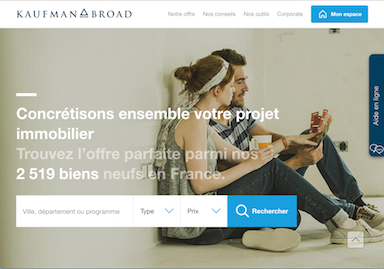 KAUFMAN BROAD
Notre offre Nos conseils Nos outils Corporate Mon espace
Aide en ligne
Concrétisons ensemble votre projet
immobilier
Trouvez l'offre parfaite parmi nos
2 519 biens neufs en France.
Ville, département ou programme Type Prix Rechercher